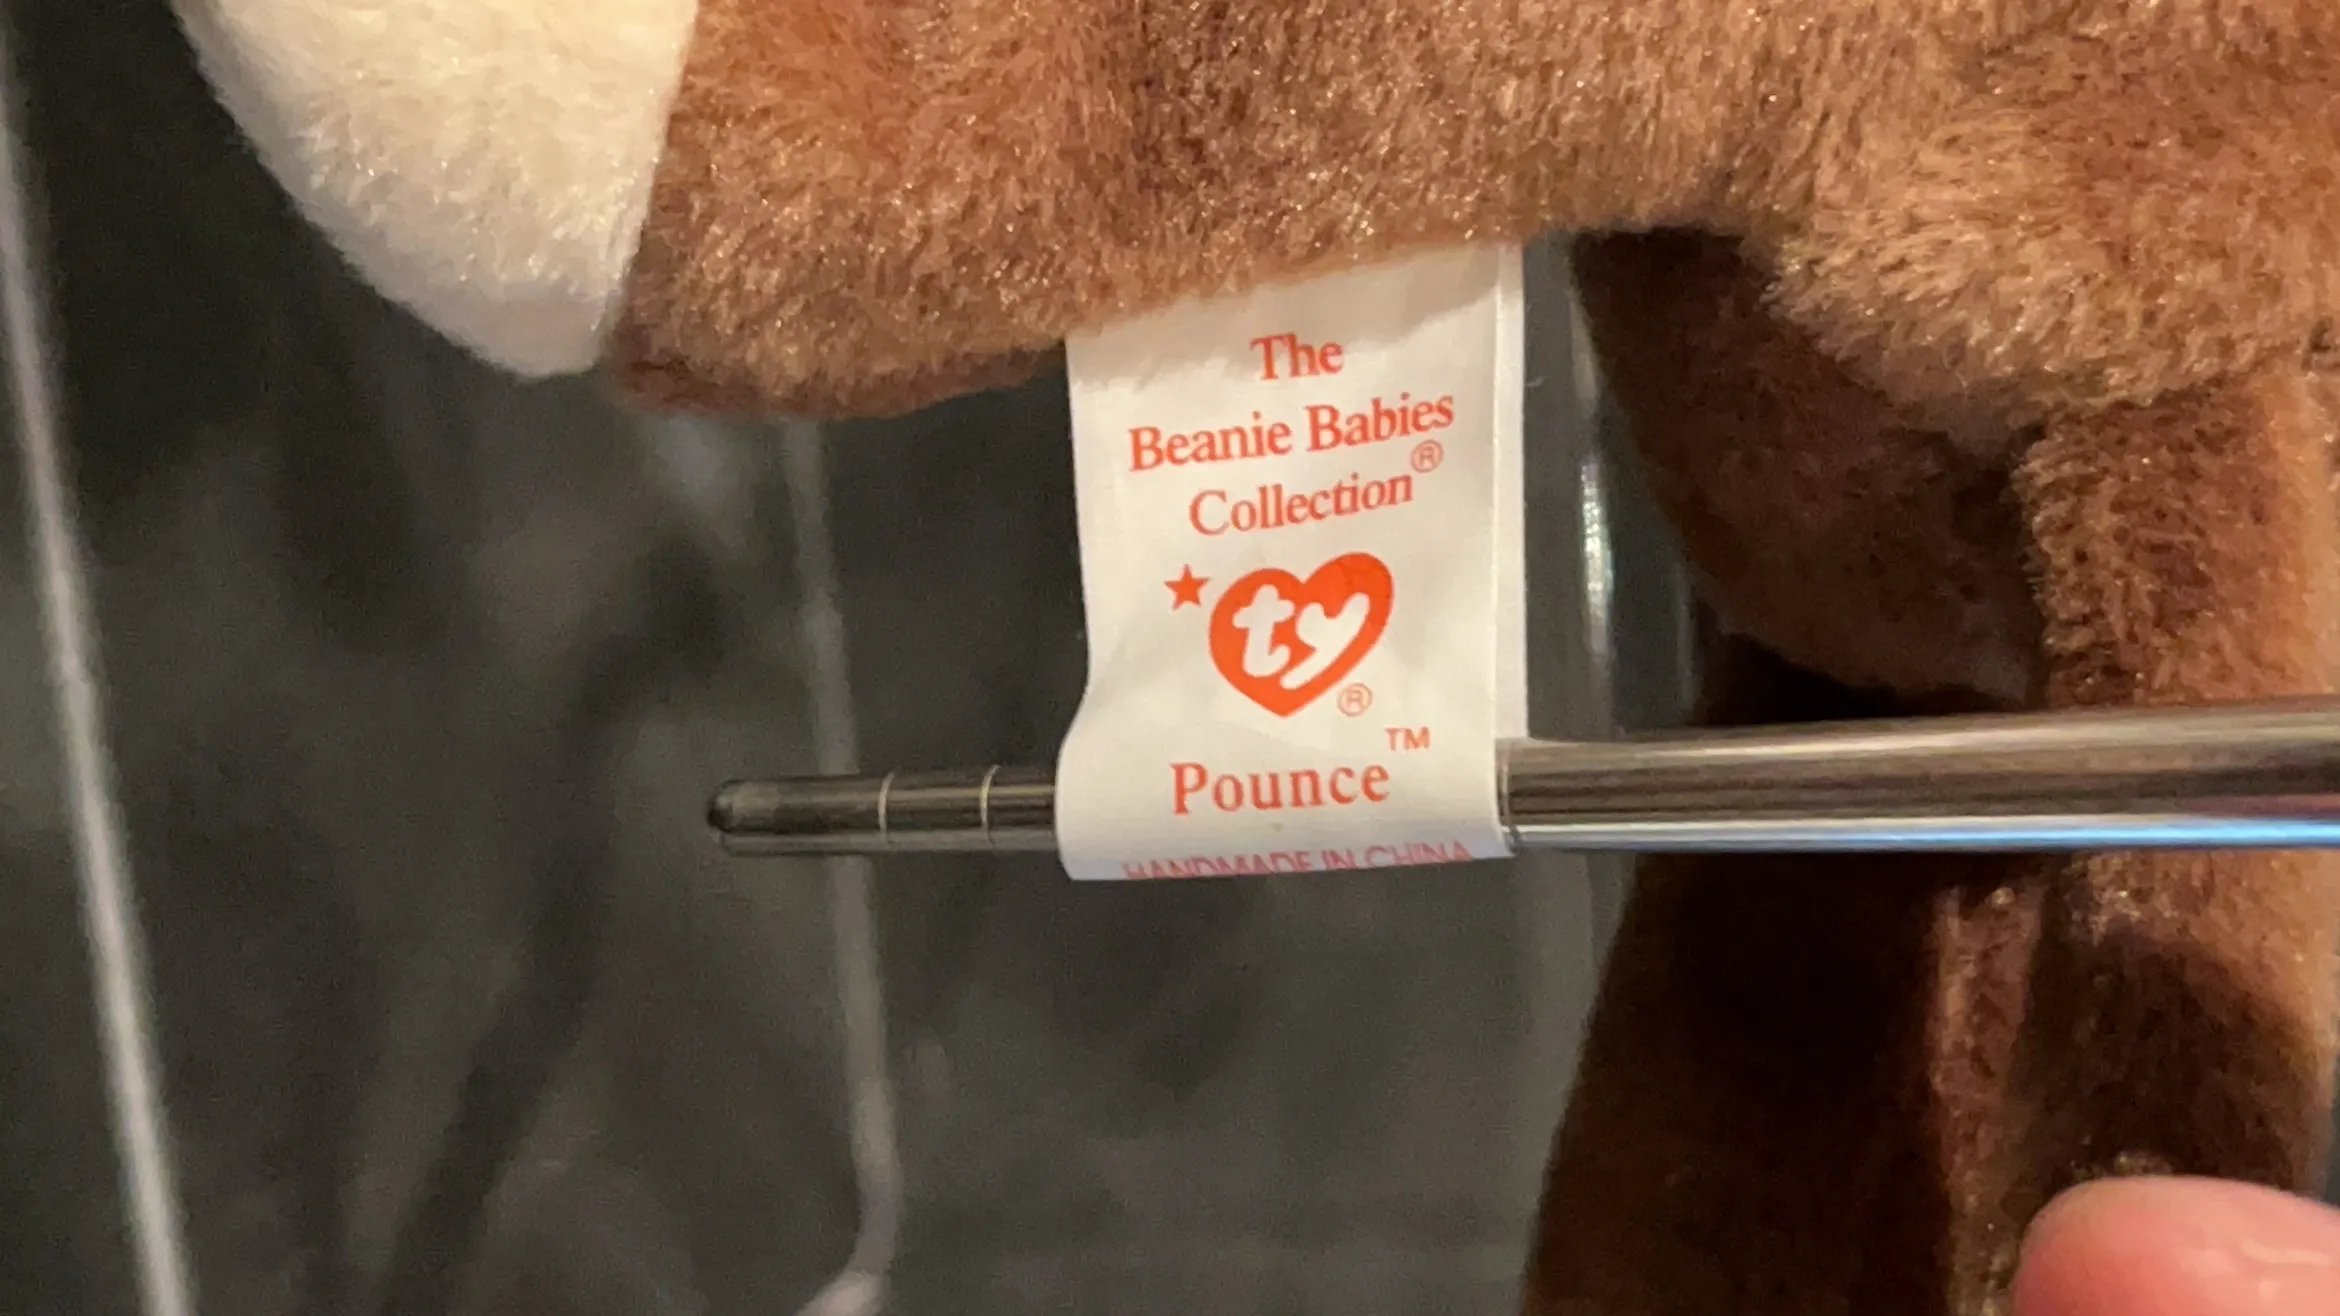 The
Beanie Babies
Collection®
★ ty ®
Pounce™
HANDMADE IN CHINA